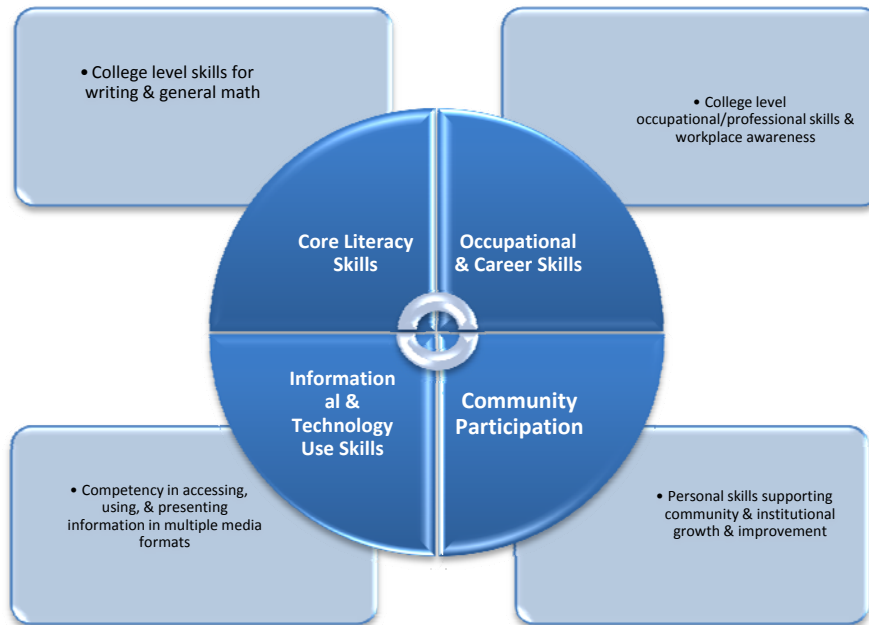 • College level skills for
writing & general math
• College level
occupational/professional skills &
workplace awareness
Core Literacy
Skills
Occupational
& Career Skills
Information
al &
Technology
Use Skills
Community
Participation
• Competency in accessing,
using, & presenting
information in multiple media
formats
• Personal skills supporting
community & institutional
growth & improvement